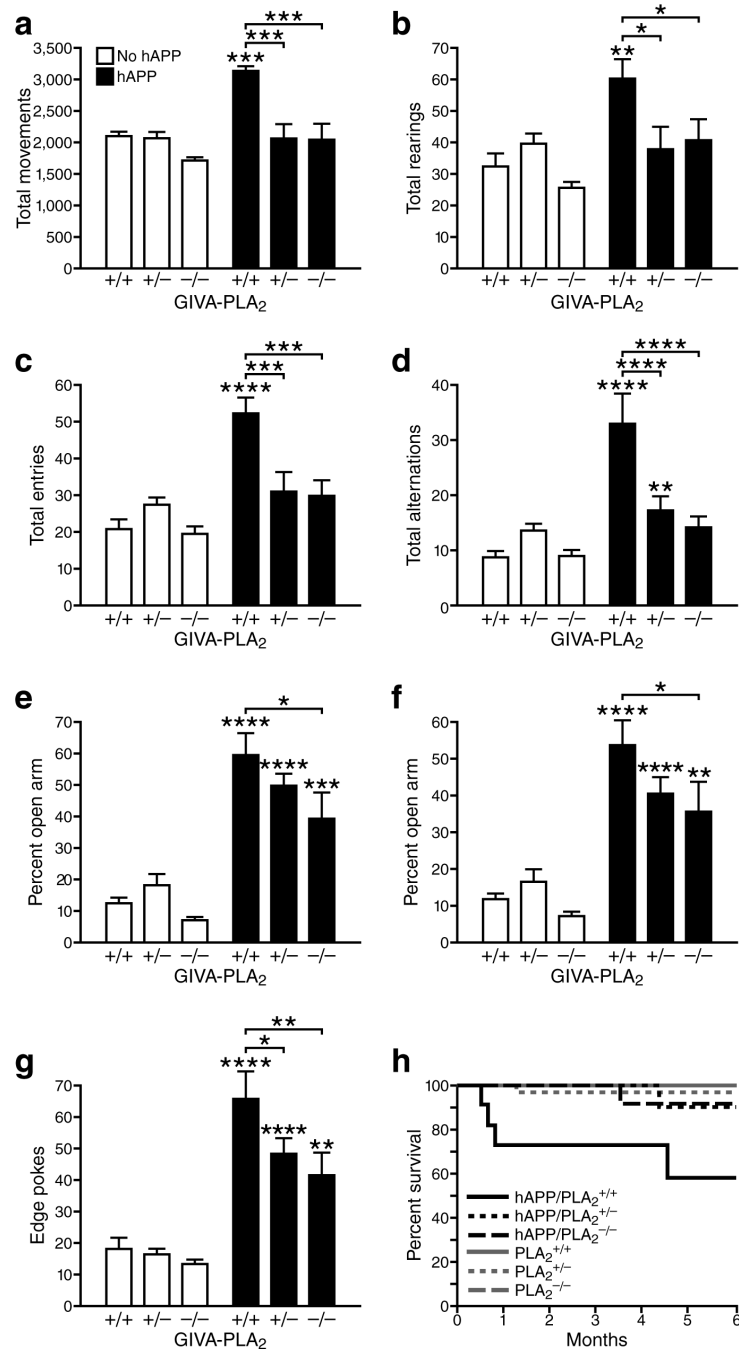 a
***
***
***
3,500
3,000
2,500
2,000
1,500
1,000
500
0
Total movements
No hAPP
hAPP
+/+ +/− −/− +/+ +/− −/−
GIVA-PLA2
b
*
*
**
70
60
50
40
30
20
10
0
Total rearings
+/+ +/− −/− +/+ +/− −/−
GIVA-PLA2
c
***
***
****
60
50
40
30
20
10
0
Total entries
+/+ +/− −/− +/+ +/− −/−
GIVA-PLA2
d
****
****
****
**
40
30
20
10
0
Total alternations
+/+ +/− −/− +/+ +/− −/−
GIVA-PLA2
e
*
**** **** ***
70
60
50
40
30
20
10
0
Percent open arm
+/+ +/− −/− +/+ +/− −/−
GIVA-PLA2
f
*
**** **** **
60
50
40
30
20
10
0
Percent open arm
+/+ +/− −/− +/+ +/− −/−
GIVA-PLA2
g
**
*
**** **** **
70
60
50
40
30
20
10
0
Edge pokes
+/+ +/− −/− +/+ +/− −/−
GIVA-PLA2
h
100
80
60
40
20
0
Percent survival
hAPP/PLA2+/+
hAPP/PLA2+/−
hAPP/PLA2−/−
PLA2+/+
PLA2+/−
PLA2−/−
0 1 2 3 4 5 6
Months